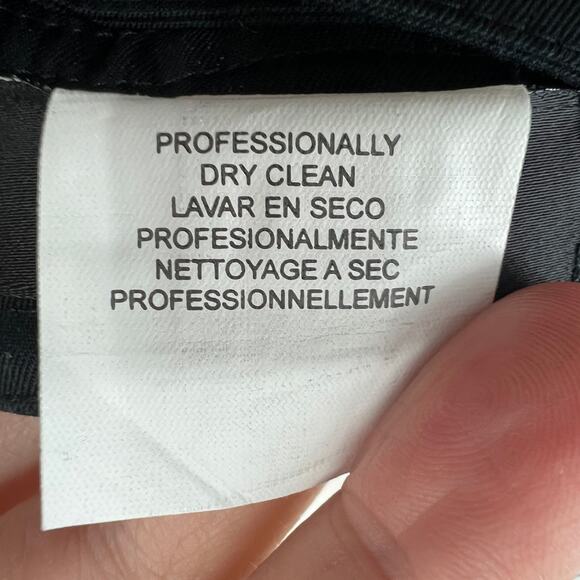 PROFESSIONALLY
DRY CLEAN
LAVAR EN SECO
PROFESIONALMENTE
NETTOYAGE A SEC
PROFESSIONNELLEMENT